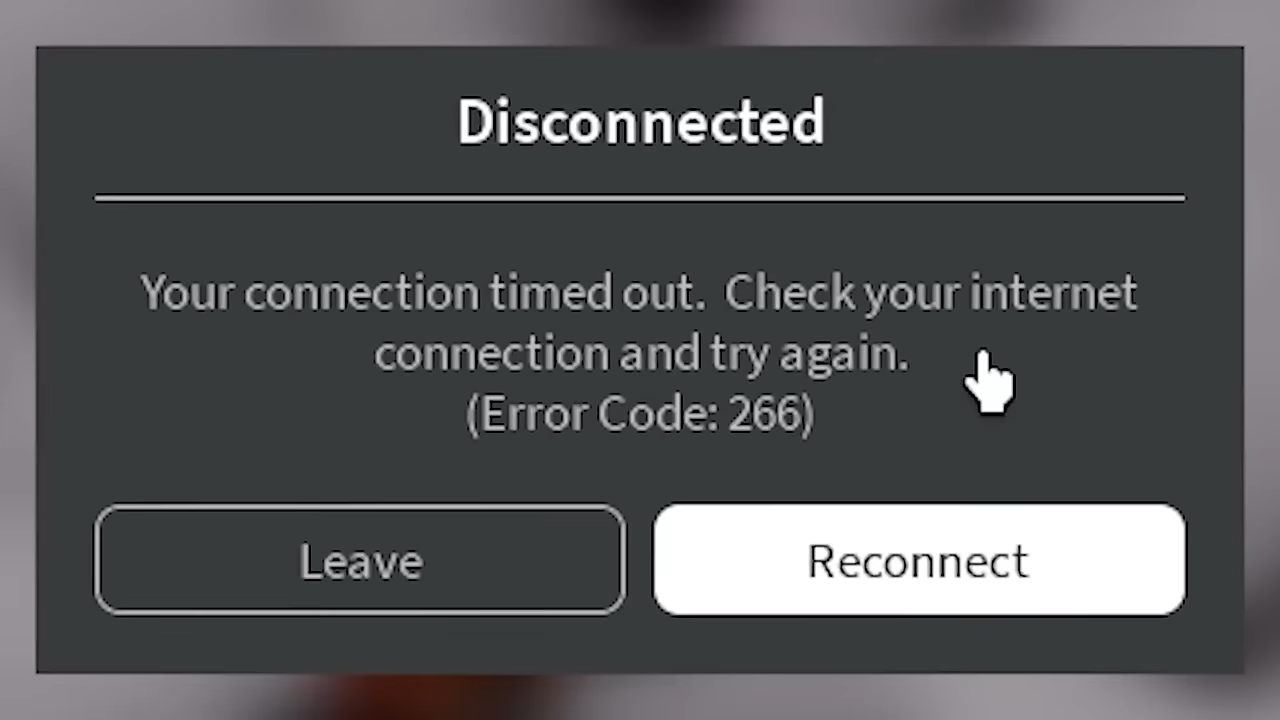 Disconnected
Your connection timed out.  Check your internet
connection and try again.
(Error Code: 266)
Leave
Reconnect